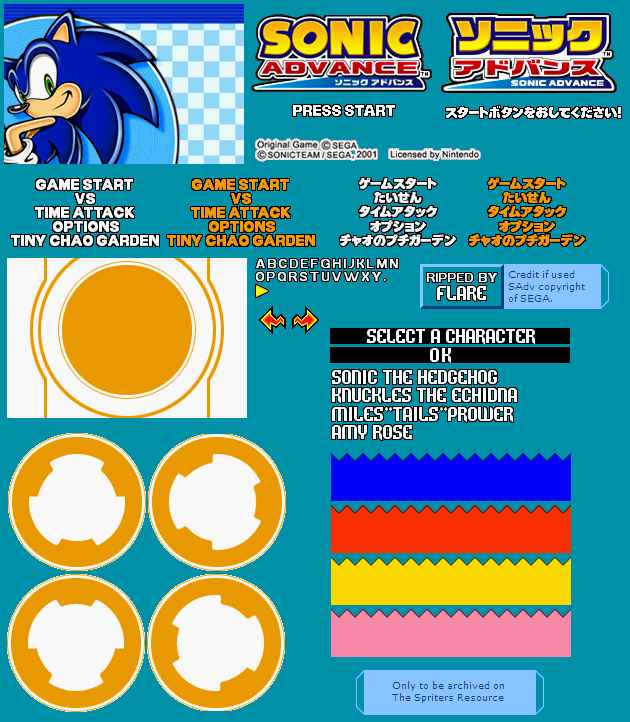 SONIC
ADVANCE
ソニック アドバンス
TM
PRESS START
ソニック
アドバンス
SONIC ADVANCE
TM
スタートボタンをおしてください!
Original Game © SEGA
© SONICTEAM / SEGA, 2001 Licensed by Nintendo
GAME START
VS
TIME ATTACK
OPTIONS
TINY CHAO GARDEN
GAME START
VS
TIME ATTACK
OPTIONS
TINY CHAO GARDEN
ゲームスタート
たいせん
タイムアタック
オプション
チャオのプチガーデン
ゲームスタート
たいせん
タイムアタック
オプション
チャオのプチガーデン
ABCDEFGHIJKLMN
OPQRSTUVWXY.
RIPPED BY
FLARE
Credit if used
SAdv copyright
of SEGA.
SELECT A CHARACTER
OK
SONIC THE HEDGEHOG
KNUCKLES THE ECHIDNA
MILES"TAILS"PROWER
AMY ROSE
Only to be archived on
The Spriters Resource